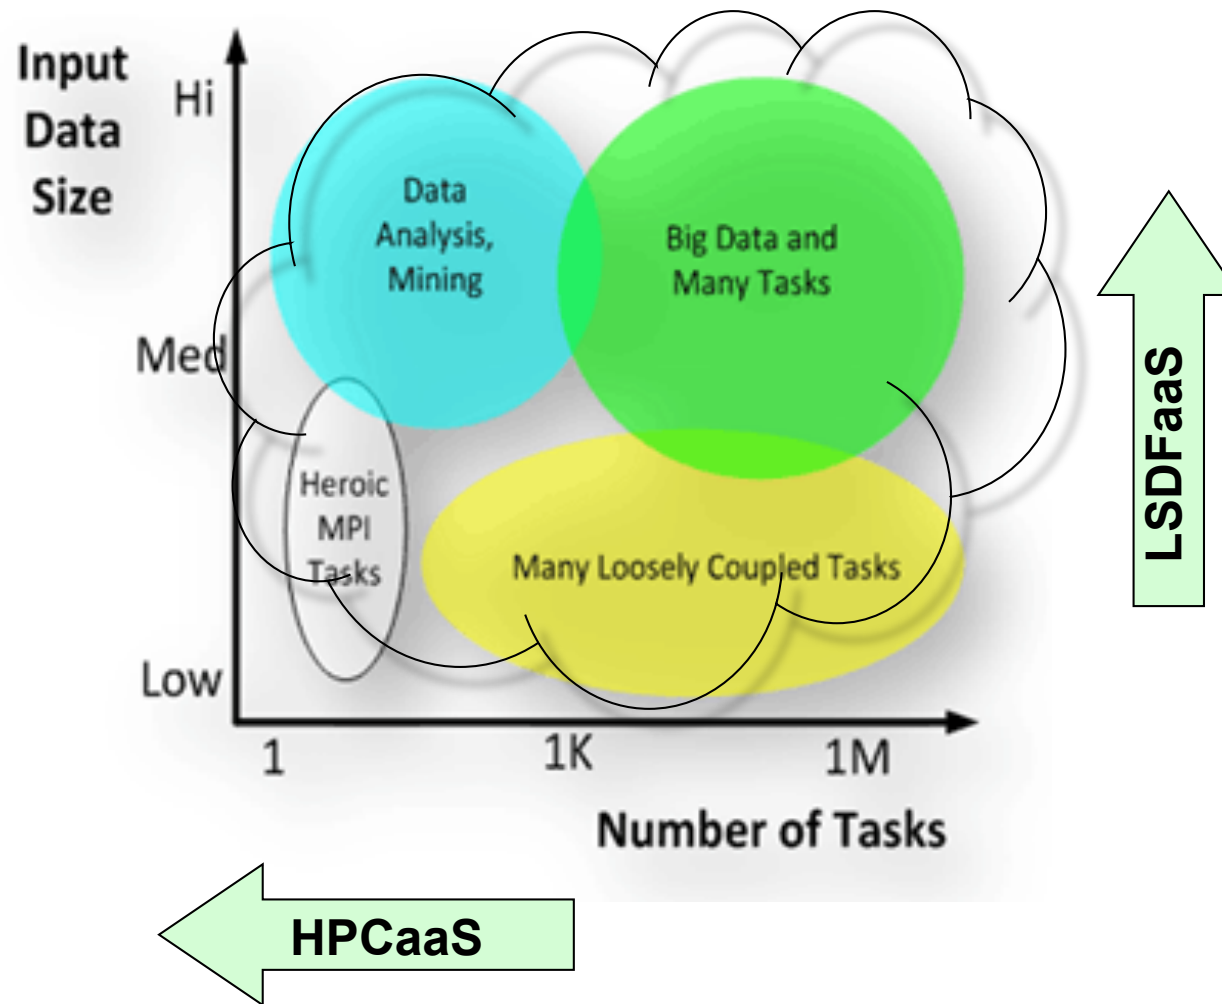 Input
Data
Size
Hi
Med
Low
Data
Analysis,
Mining
Big Data and
Many Tasks
Heroic
MPI
Tasks
Many Loosely Coupled Tasks
1
1K
1M
Number of Tasks
LSDFaaS
HPCaaS